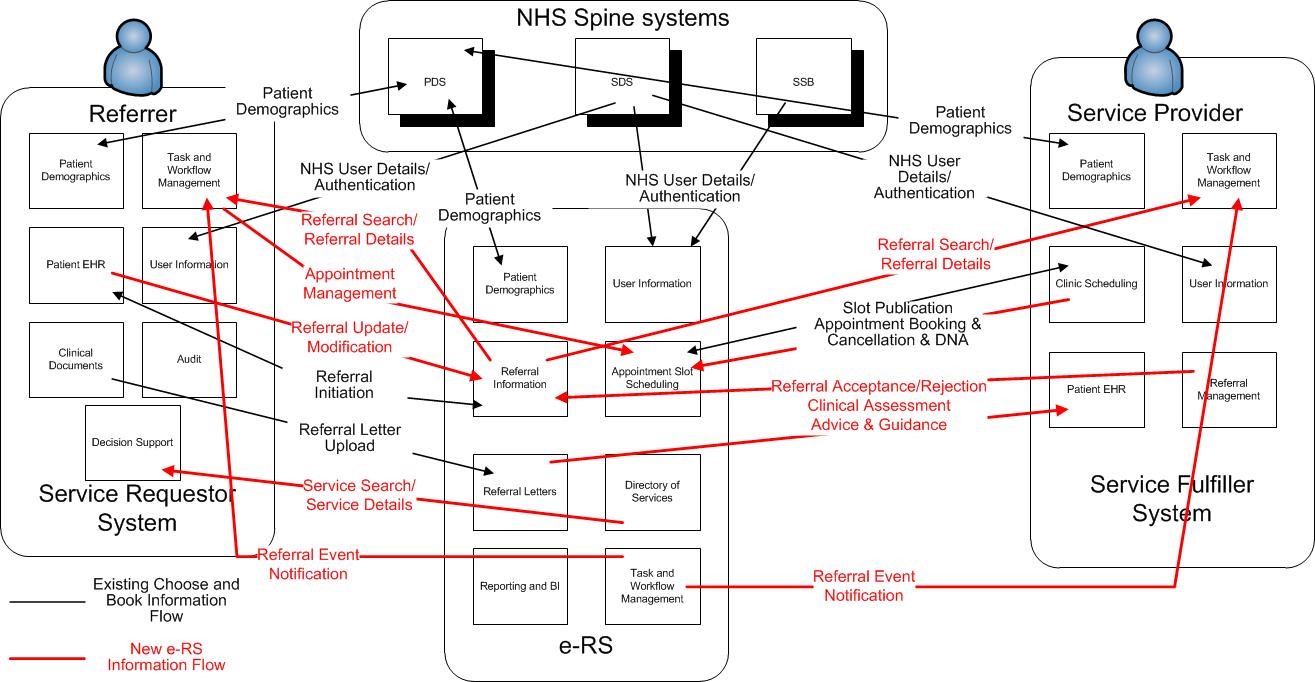 NHS Spine systems
PDS
SDS
SSB
Referrer
Patient
Demographics
Task and
Workflow
Management
Patient EHR
User Information
Clinical
Documents
Audit
Decision Support
Service Requestor
System
Patient
Demographics
NHS User Details/
Authentication
Referral Search/
Referral Details
Appointment
Management
Referral Update/
Modification
Referral
Initiation
Referral Letter
Upload
Service Search/
Service Details
Referral Event
Notification
Patient
Demographics
NHS User Details/
Authentication
Patient
Demographics
User Information
Referral
Information
Appointment Slot
Scheduling
Referral Letters
Directory of
Services
Reporting and BI
Task and
Workflow
Management
e-RS
Patient
Demographics
NHS User
Details/
Authentication
Referral Search/
Referral Details
Slot Publication
Appointment Booking &
Cancellation & DNA
Referral Acceptance/Rejection
Clinical Assessment
Advice & Guidance
Referral Event
Notification
Service Provider
Patient
Demographics
Task and
Workflow
Management
Clinic Scheduling
User Information
Patient EHR
Referral
Management
Service Fulfiller
System
Existing Choose and
Book Information
Flow
New e-RS
Information Flow